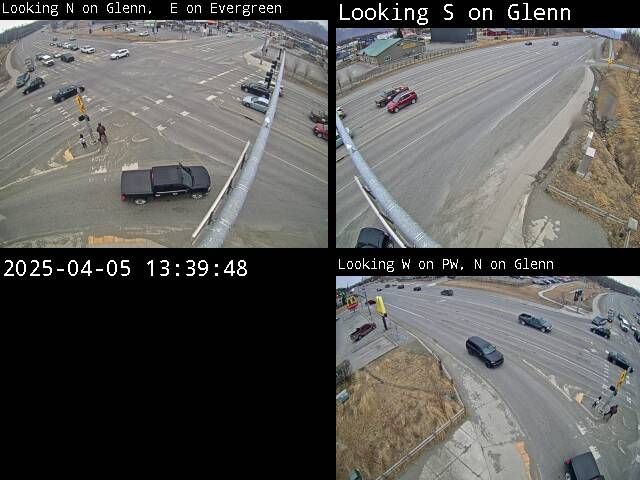 Looking N on Glenn, E on Evergreen
Looking S on Glenn
2025-04-05 13:39:48
Looking W on PW, N on Glenn